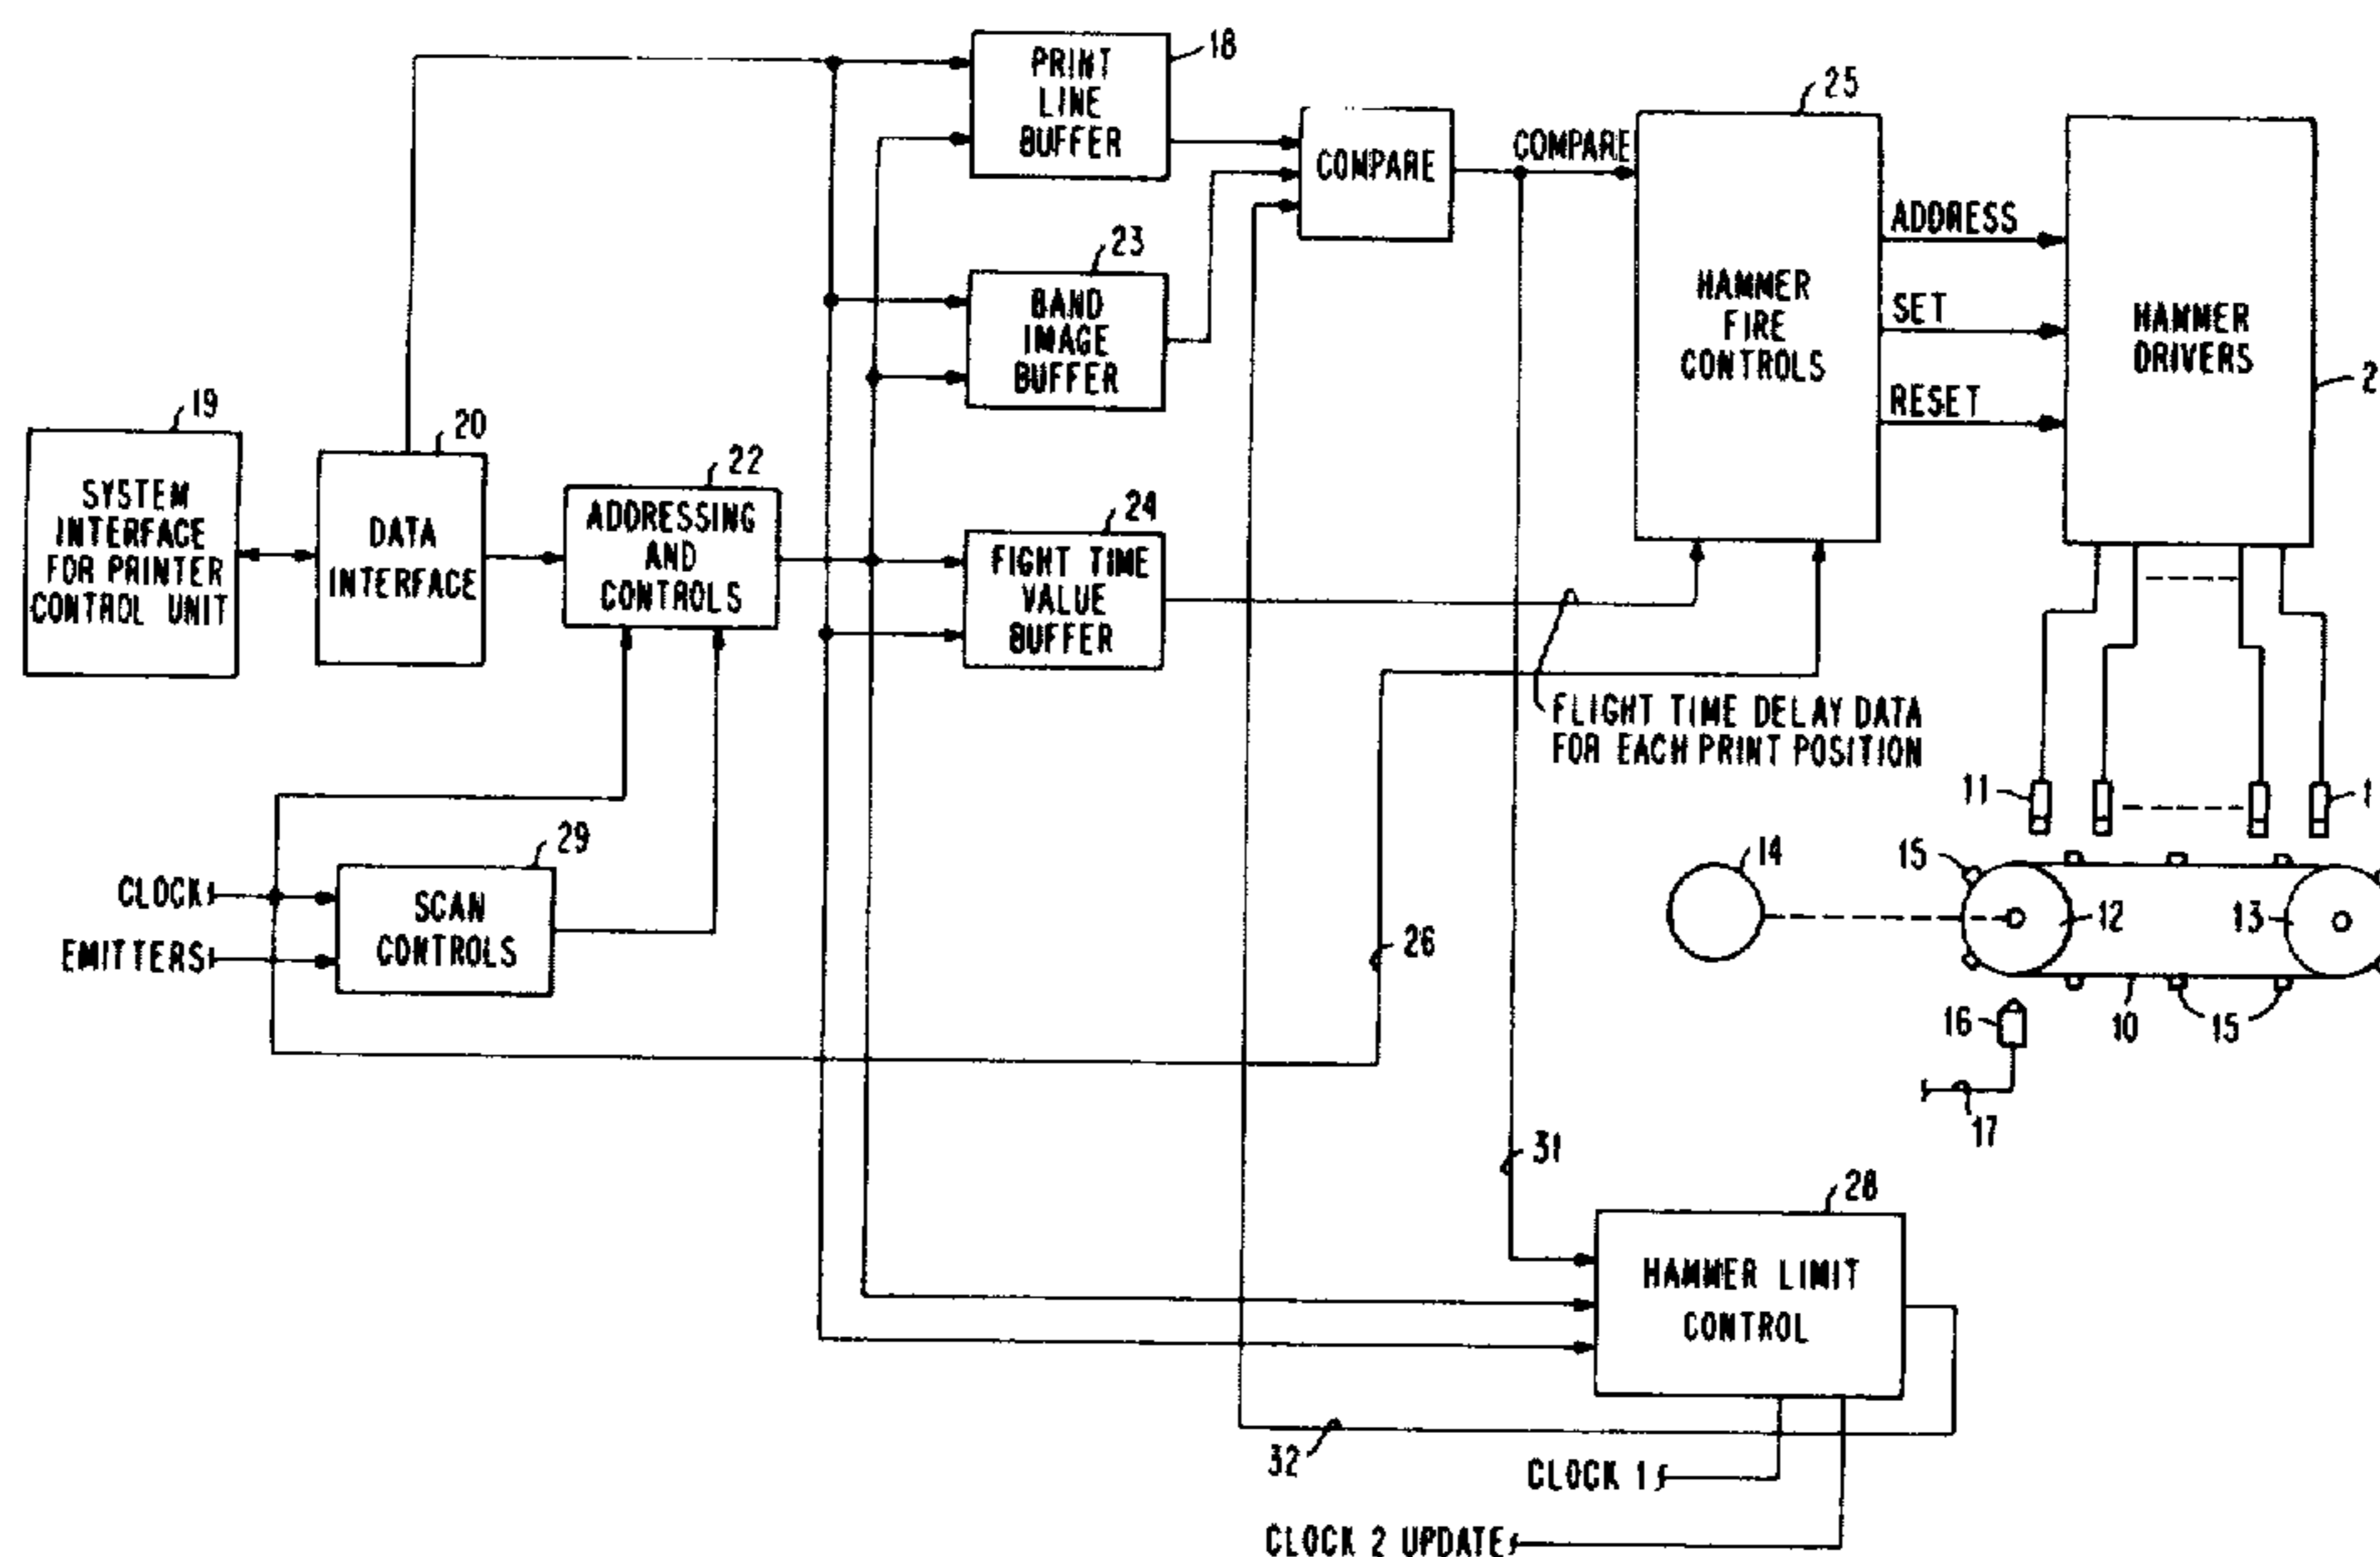 18
PRINT
LINE
BUFFER
COMPARE
COMPARE
25
HAMMER
FIRE
CONTROLS
ADDRESS
SET
RESET
HAMMER
DRIVERS
2
23
BAND
IMAGE
BUFFER
19
SYSTEM
INTERFACE
FOR PRINTER
CONTROL UNIT
20
DATA
INTERFACE
22
ADDRESSING
AND
CONTROLS
24
FIGHT TIME
VALUE
BUFFER
FLIGHT TIME DELAY DATA
FOR EACH PRINT POSITION
11
1
CLOCK
EMITTERS
29
SCAN
CONTROLS
26
14
15
12
13
16
10
15
17
31
28
HAMMER LIMIT
CONTROL
32
CLOCK 1
CLOCK 2 UPDATE